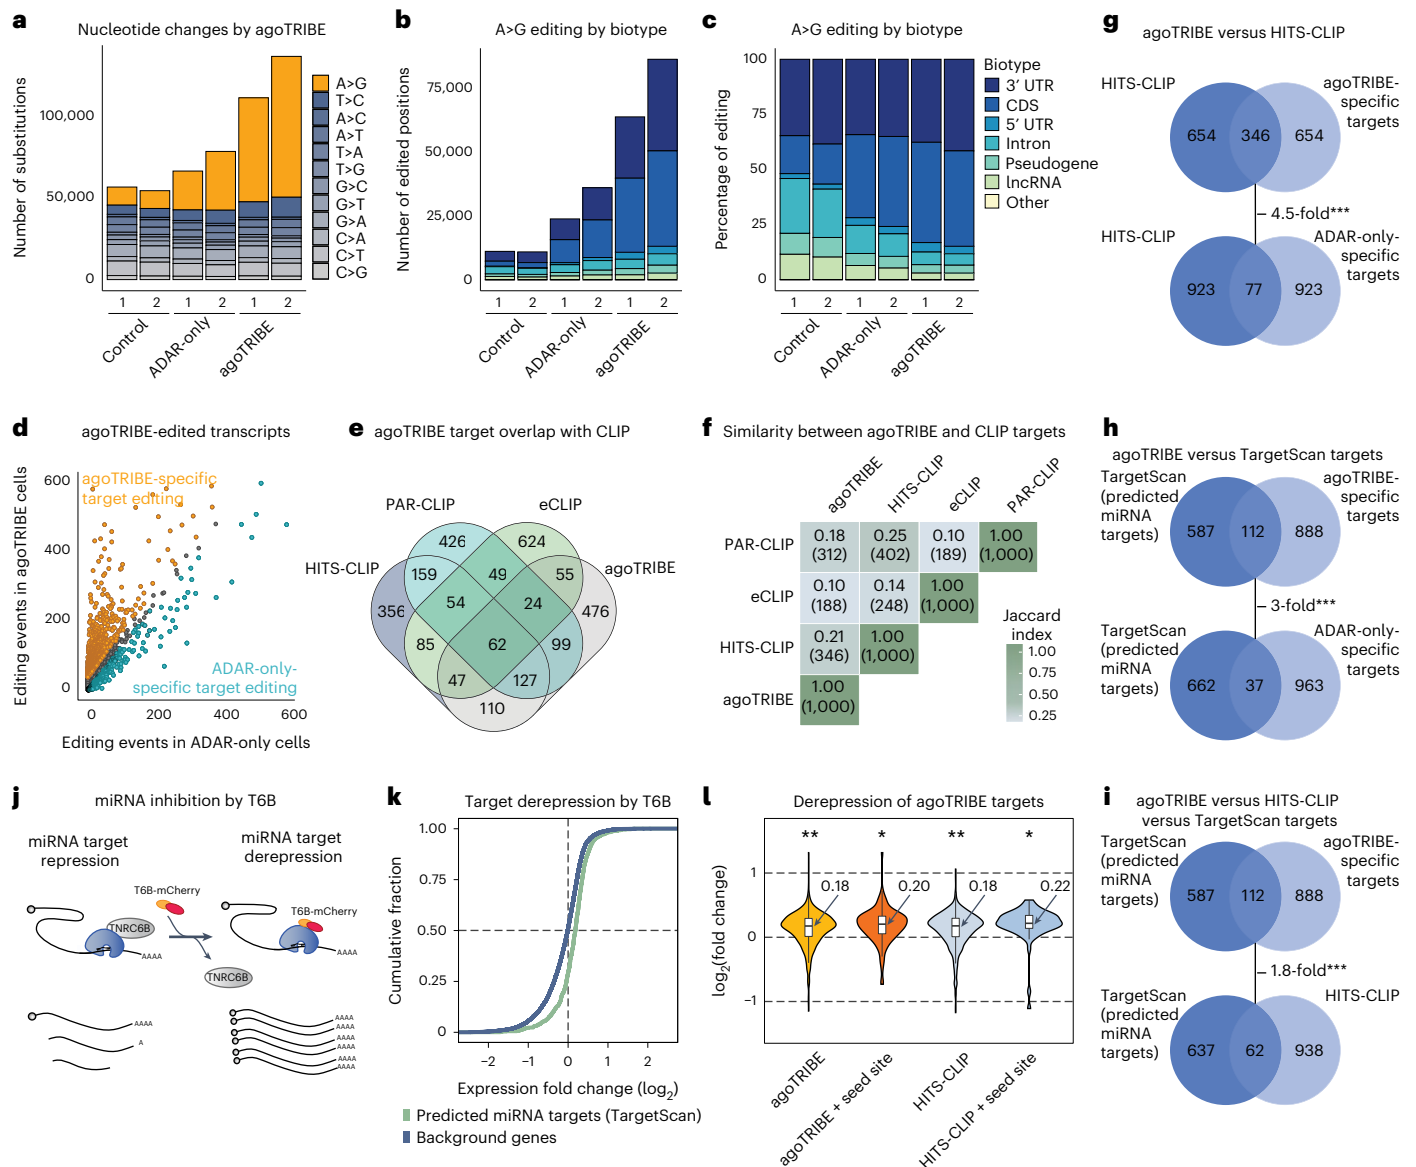 a
Nucleotide changes by agoTRIBE
Number of substitutions
100,000
50,000
0
1 2 1 2 1 2
Control
ADAR-only
agoTRIBE
A>G
T>C
A>C
A>T
T>A
T>G
G>C
G>T
G>A
C>A
C>T
C>G
b
A>G editing by biotype
Number of edited positions
75,000
50,000
25,000
0
1 2 1 2 1 2
Control
ADAR-only
agoTRIBE
c
A>G editing by biotype
Percentage of editing
100
75
50
25
0
1 2 1 2 1 2
Control
ADAR-only
agoTRIBE
Biotype
3′ UTR
CDS
5′ UTR
Intron
Pseudogene
lncRNA
Other
g
agoTRIBE versus HITS-CLIP
HITS-CLIP
agoTRIBE-
specific
targets
654 346 654
4.5-fold***
HITS-CLIP
ADAR-only-
specific
targets
923 77 923
d
agoTRIBE-edited transcripts
Editing events in agoTRIBE cells
600
400
200
0
agoTRIBE-specific
target editing
ADAR-only-
specific target editing
0 200 400 600
Editing events in ADAR-only cells
e
agoTRIBE target overlap with CLIP
PAR-CLIP
eCLIP
HITS-CLIP
agoTRIBE
426 624
159 49 55
356 54 24 476
85 62 99
47 127
110
f
Similarity between agoTRIBE and CLIP targets
agoTRIBE
HITS-CLIP
eCLIP
PAR-CLIP
PAR-CLIP
0.18 0.25 0.10 1.00
(312) (402) (189) (1,000)
eCLIP
0.10 0.14 1.00
(188) (248) (1,000)
HITS-CLIP
0.21 1.00
(346) (1,000)
agoTRIBE
1.00
(1,000)
Jaccard
index
1.00
0.75
0.50
0.25
h
agoTRIBE versus TargetScan targets
TargetScan
(predicted
miRNA
targets)
agoTRIBE-
specific
targets
587 112 888
3-fold***
TargetScan
(predicted
miRNA
targets)
ADAR-only-
specific
targets
662 37 963
j
miRNA inhibition by T6B
miRNA target
repression
miRNA target
derepression
T6B-mCherry
TNRC6B
AAAA
TNRC6B
T6B-mCherry
AAAA
AAAA
A
AAAA
AAAA
AAAA
AAAA
AAAA
AAAA
k
Target derepression by T6B
Cumulative fraction
1.00
0.75
0.50
0.25
0
−2 −1 0 1 2
Expression fold change (log2)
Predicted miRNA targets (TargetScan)
Background genes
l
Derepression of agoTRIBE targets
log2(fold change)
** * ** *
1
0
−1
0.18 0.20 0.18 0.22
agoTRIBE
agoTRIBE + seed site
HITS-CLIP
HITS-CLIP + seed site
i
agoTRIBE versus HITS-CLIP
versus TargetScan targets
TargetScan
(predicted
miRNA
targets)
agoTRIBE-
specific
targets
587 112 888
1.8-fold***
TargetScan
(predicted
miRNA
targets)
HITS-CLIP
637 62 938